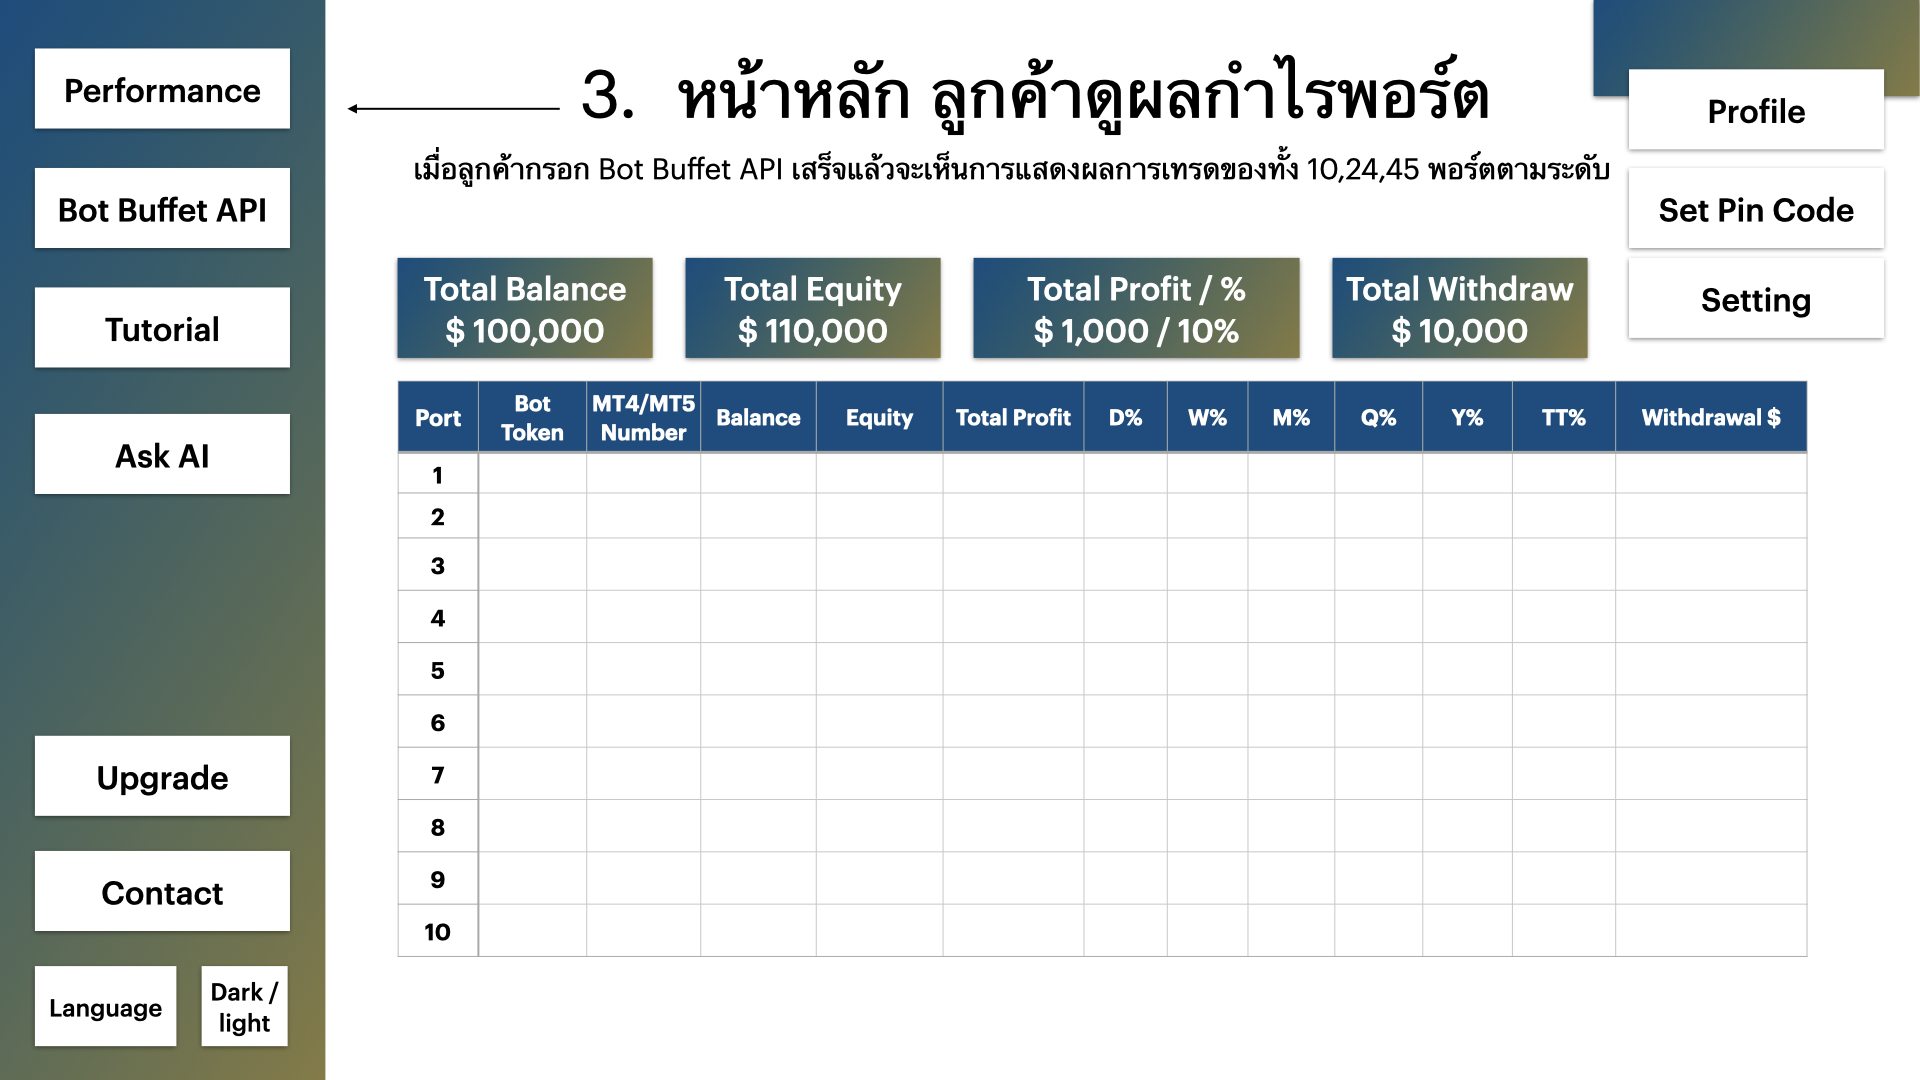 Performance
Bot Buffet API
Tutorial
Ask AI
Upgrade
Contact
Language
Dark /
light
3. หน้าหลัก ลูกค้าดูผลกำไรพอร์ต
เมื่อลูกค้ากรอก Bot Buffet API เสร็จแล้วจะเห็นการแสดงผลการเทรดของทั้ง 10,24,45 พอร์ตตามระดับ
Profile
Set Pin Code
Setting
Total Balance
$ 100,000
Total Equity
$ 110,000
Total Profit / %
$ 1,000 / 10%
Total Withdraw
$ 10,000
Port
Bot
Token
MT4/MT5
Number
Balance
Equity
Total Profit
D%
W%
M%
Q%
Y%
TT%
Withdrawal $
1
2
3
4
5
6
7
8
9
10